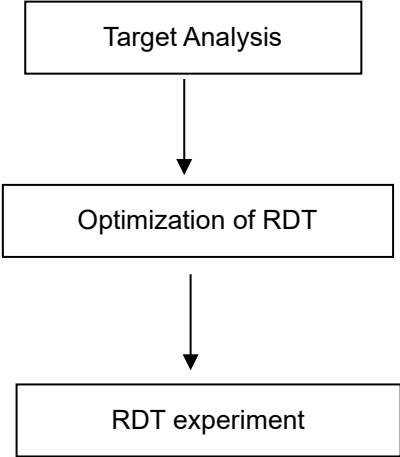 Target Analysis
Optimization of RDT
RDT experiment